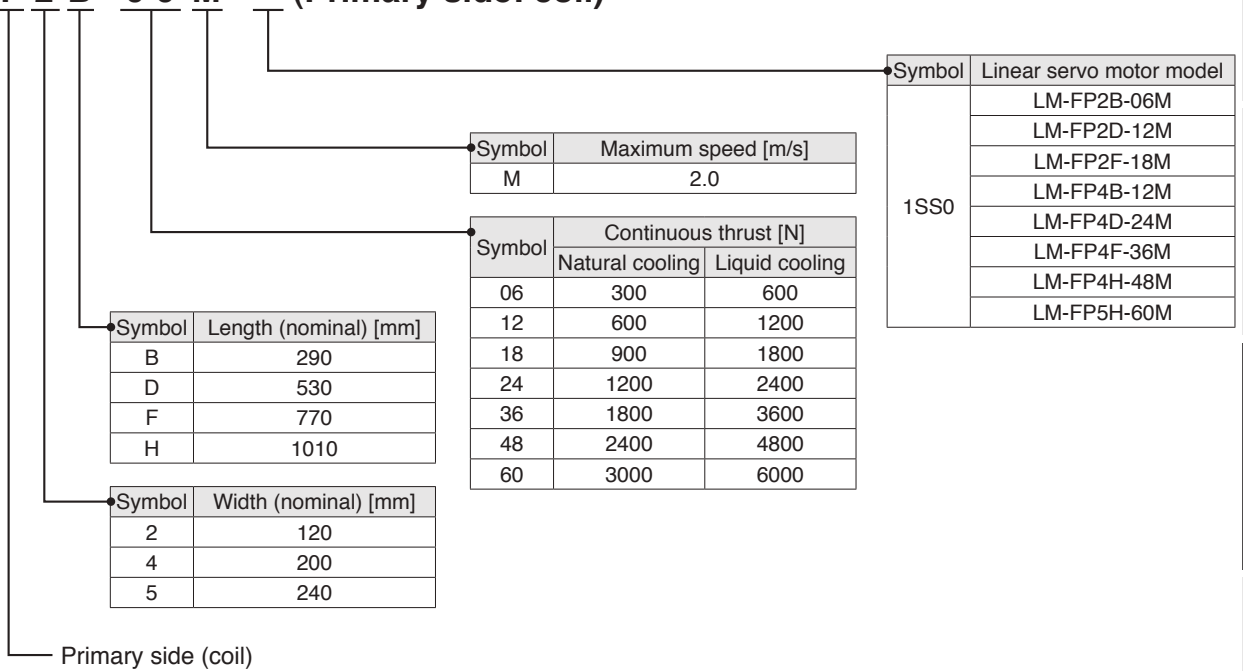 (Primary side: coil)
Symbol Linear servo motor model
1SS0
LM-FP2B-06M
LM-FP2D-12M
LM-FP2F-18M
LM-FP4B-12M
LM-FP4D-24M
LM-FP4F-36M
LM-FP4H-48M
LM-FP5H-60M
Symbol Maximum speed [m/s]
M 2.0
Symbol Continuous thrust [N]
Natural cooling Liquid cooling
06 300 600
12 600 1200
18 900 1800
24 1200 2400
36 1800 3600
48 2400 4800
60 3000 6000
Symbol Length (nominal) [mm]
B 290
D 530
F 770
H 1010
Symbol Width (nominal) [mm]
2 120
4 200
5 240
Primary side (coil)